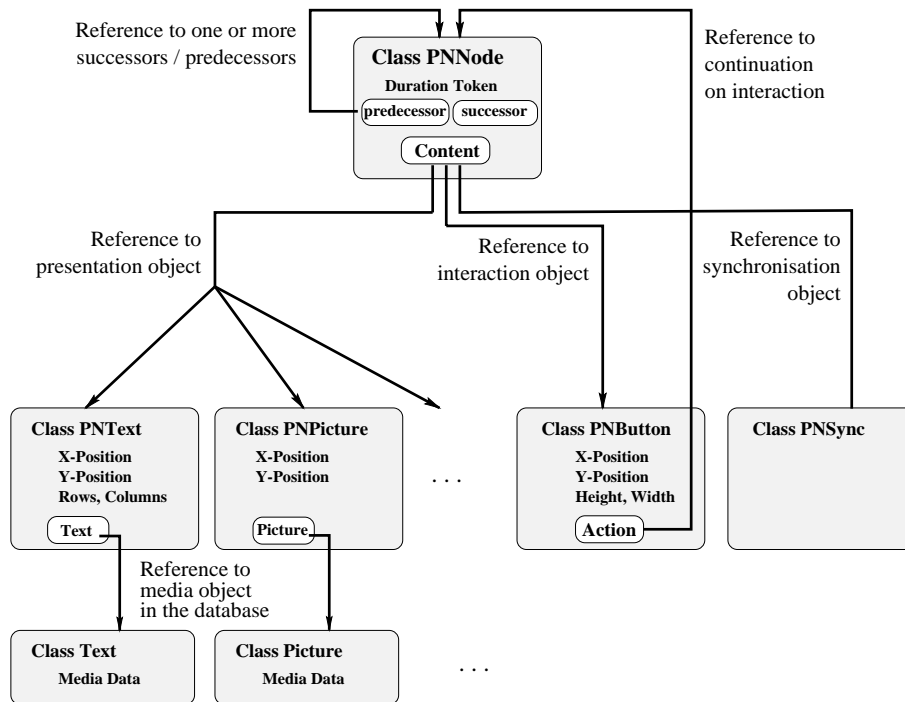 Reference to one or more
successors / predecessors
Class PNNode
Duration Token
predecessor
successor
Content
Reference to
continuation
on interaction
Reference to
presentation object
Reference to
interaction object
Reference to
synchronisation
object
Class PNText
X-Position
Y-Position
Rows, Columns
Text
Class PNPicture
X-Position
Y-Position
Picture
. . .
Class PNButton
X-Position
Y-Position
Height, Width
Action
Class PNSync
Reference to
media object
in the database
Class Text
Media Data
Class Picture
Media Data
. . .